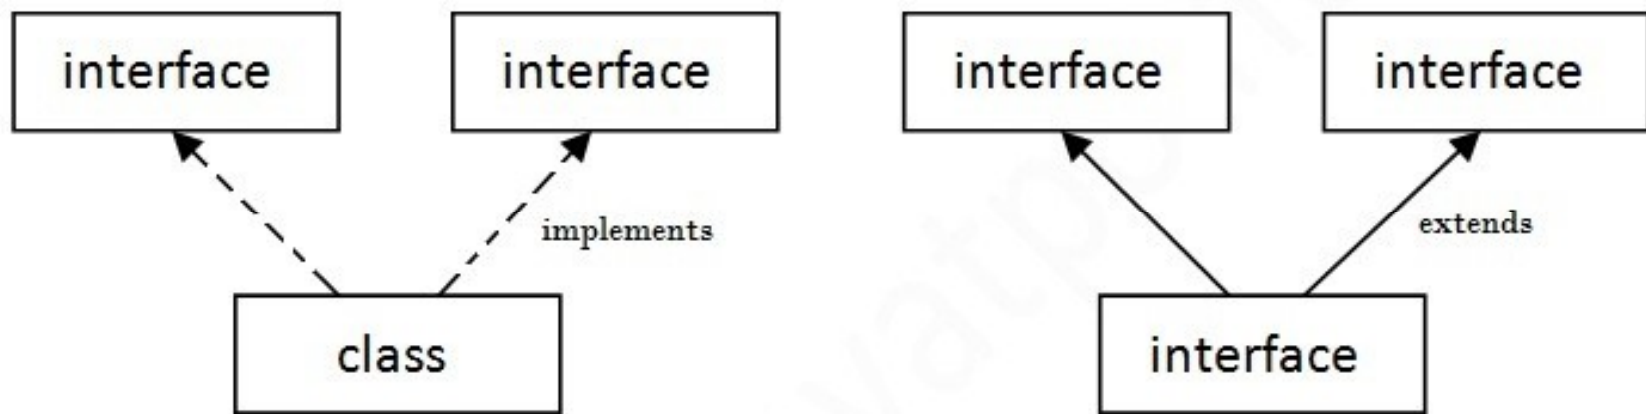 interface interface interface interface
implements extends
class interface